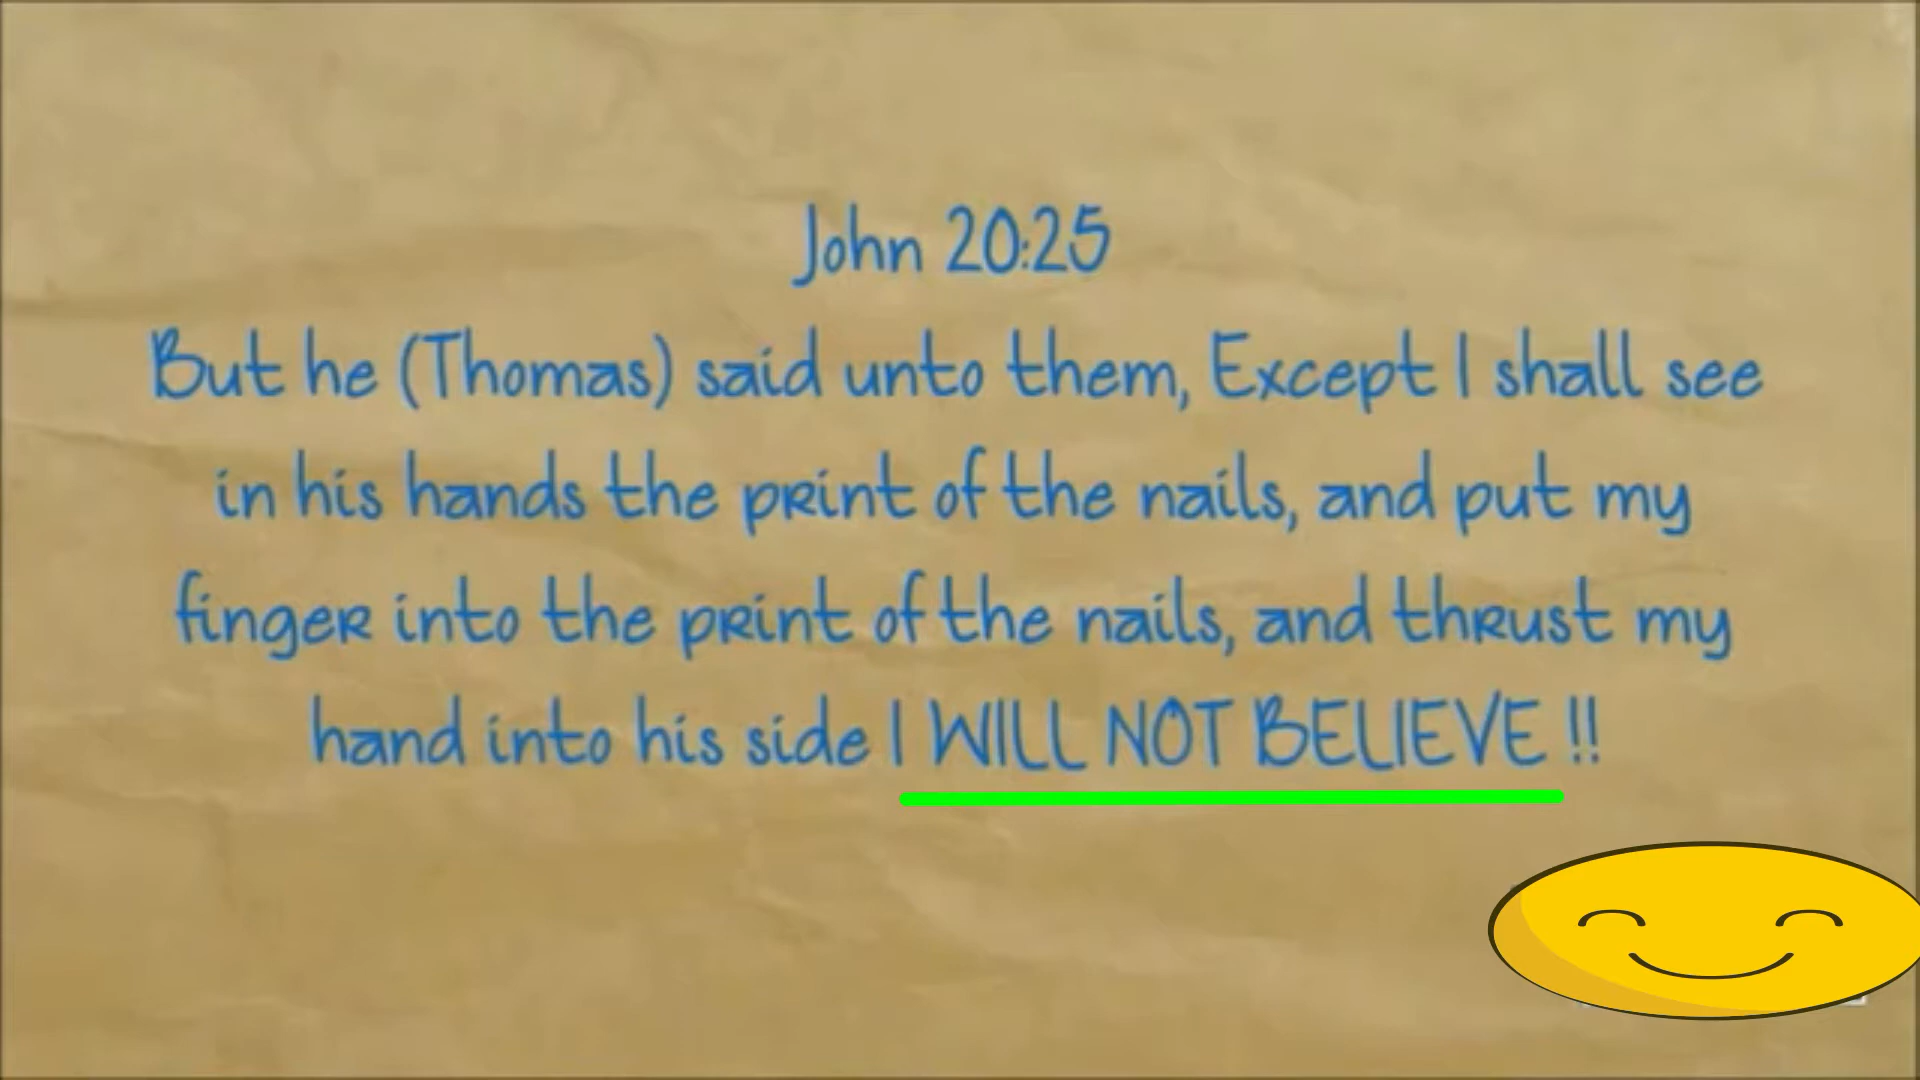 John 20:25
But he (Thomas) said unto them, Except I shall see
in his hands the print of the nails, and put my
finger into the print of the nails, and thrust my
hand into his side I WILL NOT BELIEVE !!